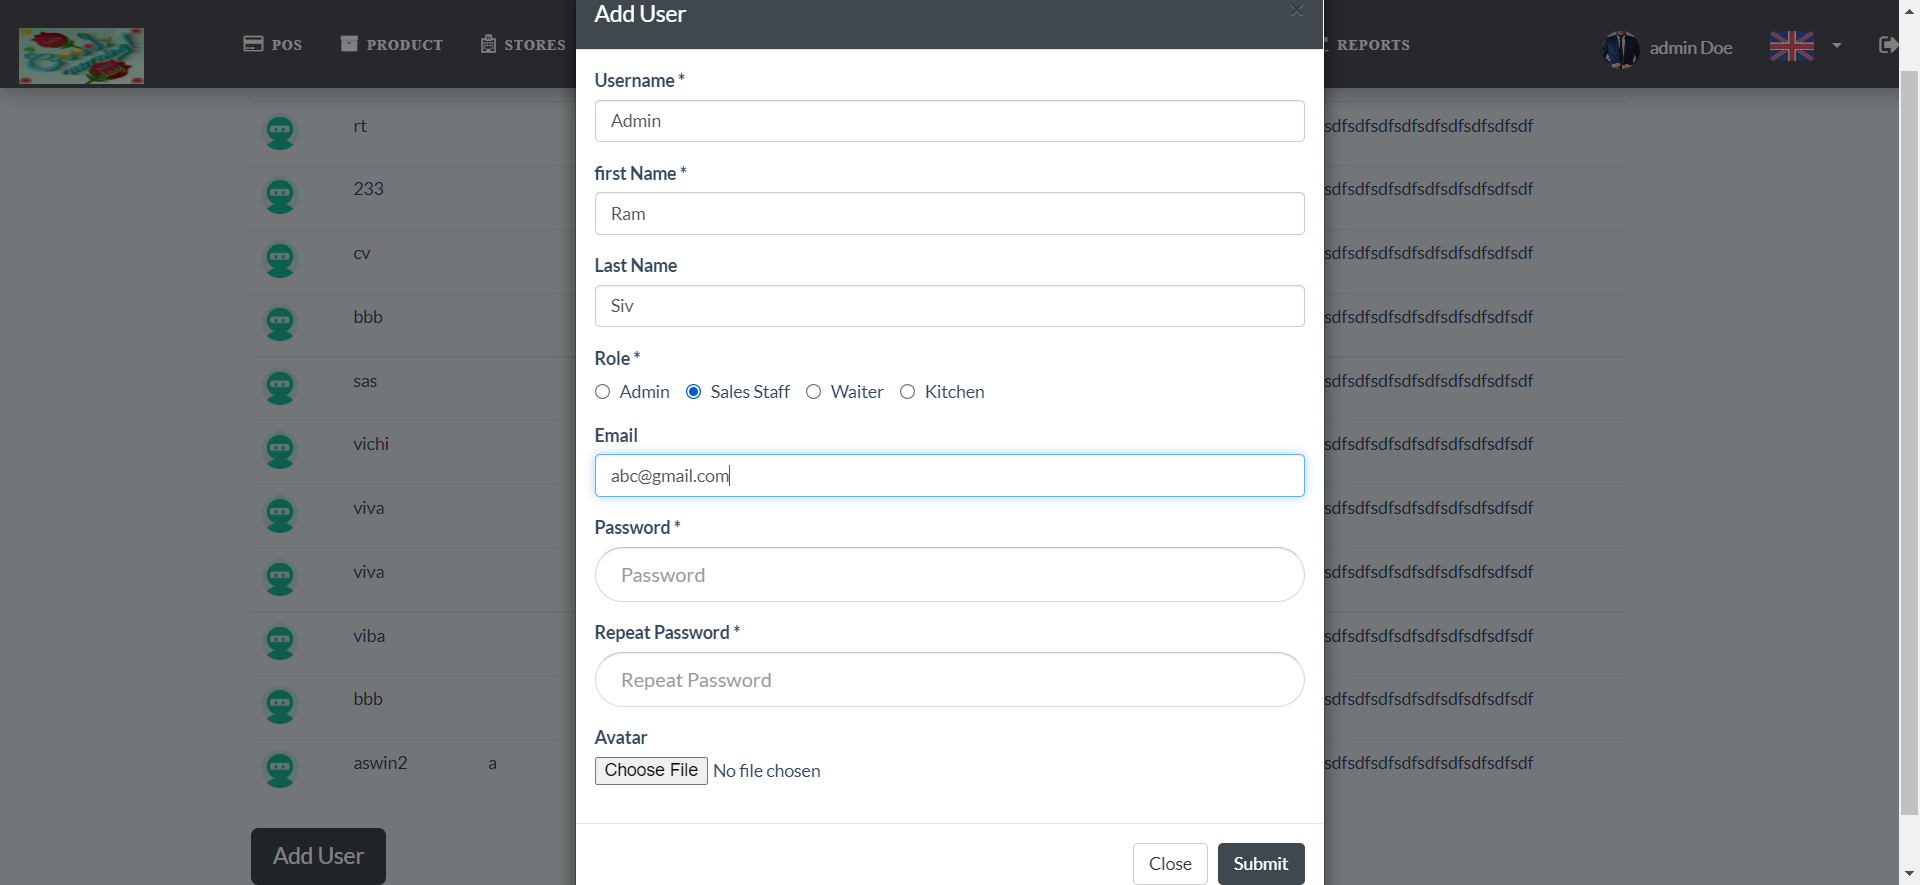 Add User
×
POS PRODUCT STORES REPORTS admin Doe
Username *
Admin
first Name *
Ram
Last Name
Siv
Role *
Admin Sales Staff Waiter Kitchen
Email
abc@gmail.com
Password *
Password
Repeat Password *
Repeat Password
Avatar
Choose File No file chosen
Close Submit
rt sdfsdfsdfsdfsdfsdfsdfsdf
233 sdfsdfsdfsdfsdfsdfsdfsdf
cv sdfsdfsdfsdfsdfsdfsdfsdf
bbb sdfsdfsdfsdfsdfsdfsdfsdf
sas sdfsdfsdfsdfsdfsdfsdfsdf
vichi sdfsdfsdfsdfsdfsdfsdfsdf
viva sdfsdfsdfsdfsdfsdfsdfsdf
viva sdfsdfsdfsdfsdfsdfsdfsdf
viba sdfsdfsdfsdfsdfsdfsdfsdf
bbb sdfsdfsdfsdfsdfsdfsdfsdf
aswin2 a sdfsdfsdfsdfsdfsdfsdfsdf
Add User